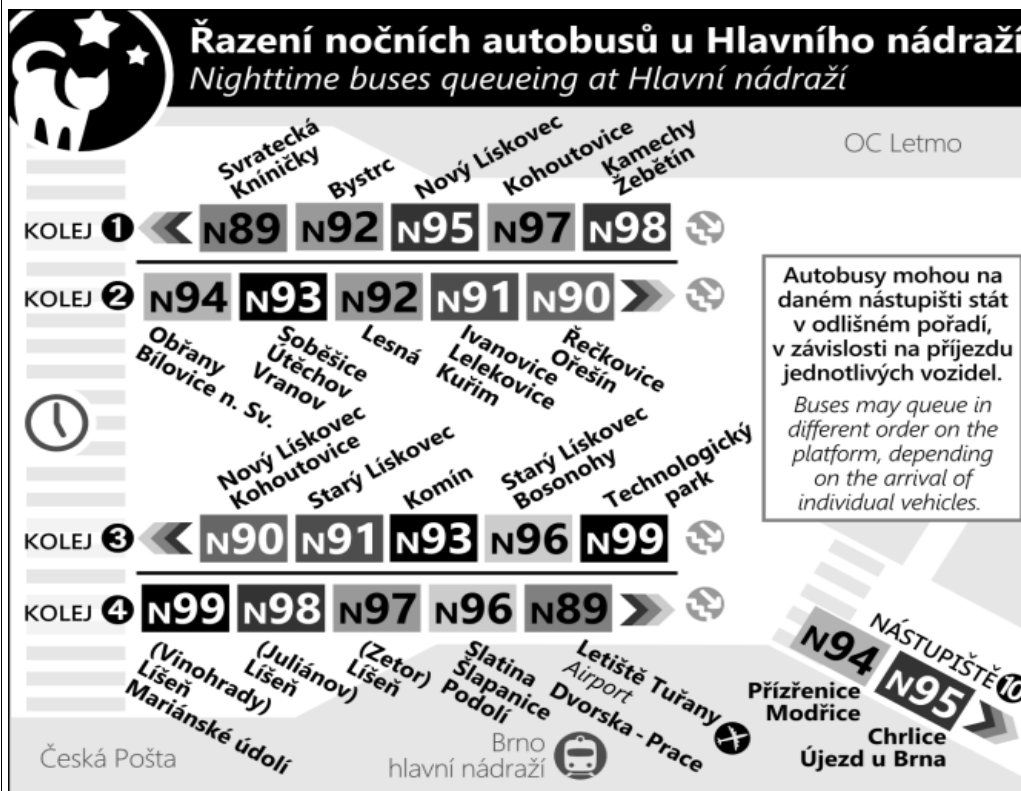 Řazení nočních autobusů u Hlavního nádraží
Nighttime buses queueing at Hlavní nádraží
OC Letmo
Svratecká
Kníničky
Bystrc
Nový Lískovec
Kohoutovice
Kamechy
Žebětín
KOLEJ 1 N89 N92 N95 N97 N98
KOLEJ 2 N94 N93 N92 N91 N90
Obřany
Bílovice n. Sv.
Soběšice
Útěchov
Vranov
Lesná
Ivanovice
Lelekovice
Kuřim
Řečkovice
Ořešín
Autobusy mohou na
daném nástupišti stát
v odlišném pořadí,
v závislosti na příjezdu
jednotlivých vozidel.
Buses may queue in
different order on the
platform, depending
on the arrival of
individual vehicles.
Nový Lískovec
Kohoutovice
Starý Lískovec
Komín
Starý Lískovec
Bosonohy
Technologický
park
KOLEJ 3 N90 N91 N93 N96 N99
KOLEJ 4 N99 N98 N97 N96 N89
(Vinohrady)
Líšeň
Mariánské údolí
(Juliánov)
Líšeň
(Zetor)
Líšeň
Slatina
Šlapanice
Podolí
Letiště Tuřany
Airport
Dvorska - Prace
NÁSTUPIŠTĚ 10
N94 N95
Přízřenice
Modřice
Chrlice
Újezd u Brna
Česká Pošta
Brno
hlavní nádraží